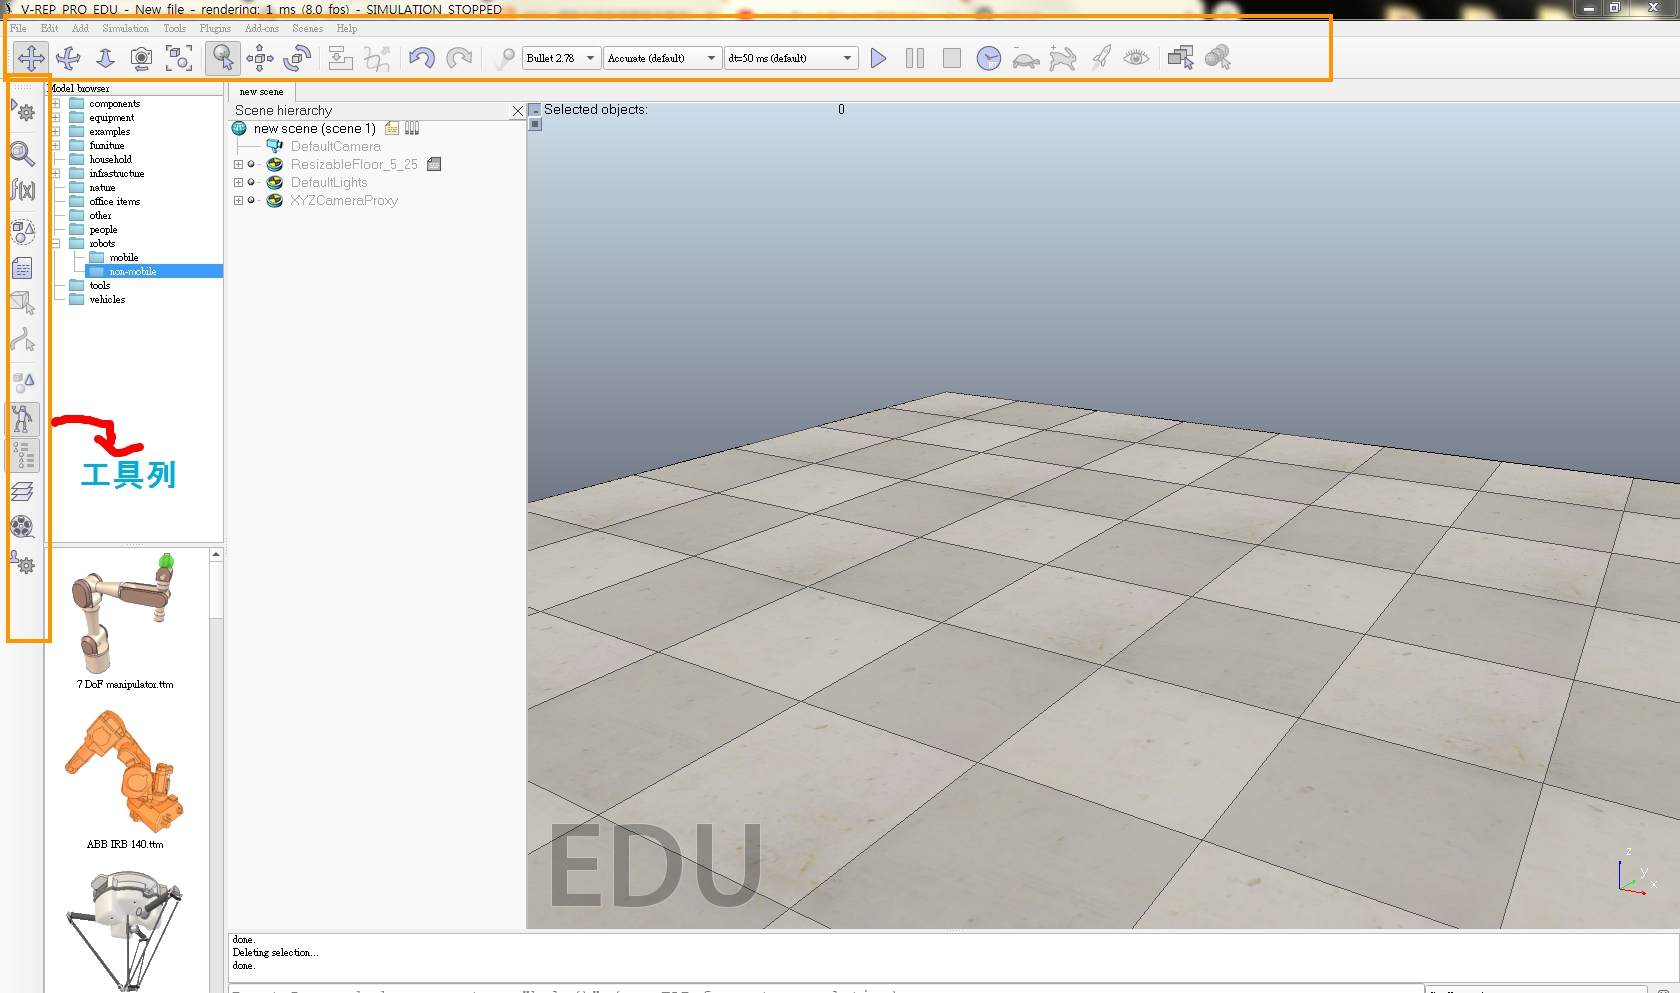 V-REP PRO EDU - New file - rendering: 1 ms (8.0 fps) - SIMULATION STOPPED
File Edit Add Simulation Tools Plugins Add-ons Scenes Help
Bullet 2.78 Accurate (default) dt=50 ms (default)
Model browser
components
equipment
examples
furniture
household
infrastructure
nature
office items
other
people
robots
mobile
non-mobile
tools
vehicles
f(x)
工具列
7 DoF manipulator.ttm
ABB IRB 140.ttm
new scene
Scene hierarchy
new scene (scene 1)
DefaultCamera
ResizableFloor_5_25
DefaultLights
XYZCameraProxy
Selected objects: 0
EDU
z
y
x
done.
Deleting selection...
done.